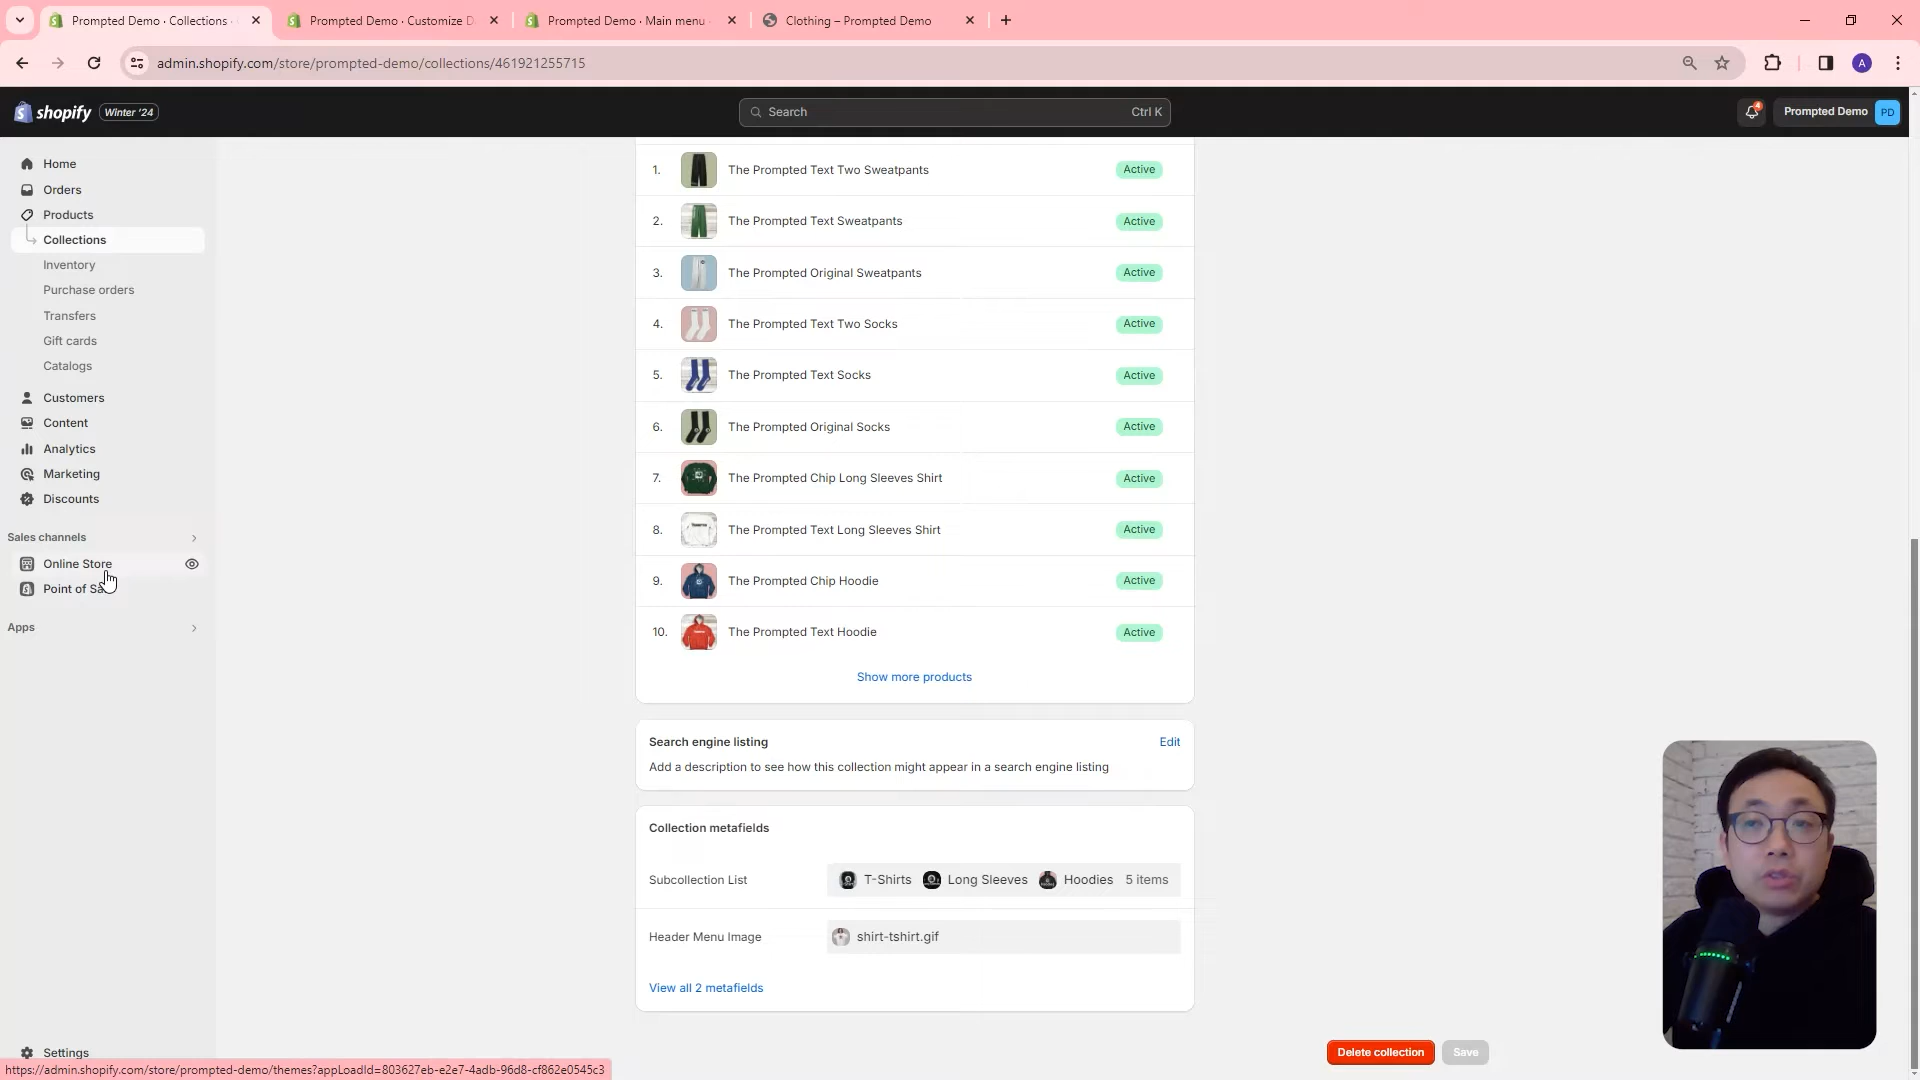 Prompted Demo · Collections ·
Prompted Demo · Customize D
Prompted Demo · Main menu ·
Clothing – Prompted Demo
admin.shopify.com/store/prompted-demo/collections/461921255715
A
shopify
Winter '24
Search
Ctrl K
4
Prompted Demo
PD
Home
Orders
Products
Collections
Inventory
Purchase orders
Transfers
Gift cards
Catalogs
Customers
Content
Analytics
Marketing
Discounts
Sales channels
Online Store
Point of Sa
Apps
Settings
1. The Prompted Text Two Sweatpants Active
2. The Prompted Text Sweatpants Active
3. The Prompted Original Sweatpants Active
4. The Prompted Text Two Socks Active
5. The Prompted Text Socks Active
6. The Prompted Original Socks Active
7. The Prompted Chip Long Sleeves Shirt Active
8. The Prompted Text Long Sleeves Shirt Active
9. The Prompted Chip Hoodie Active
10. The Prompted Text Hoodie Active
Show more products
Search engine listing
Edit
Add a description to see how this collection might appear in a search engine listing
Collection metafields
Subcollection List T-Shirts Long Sleeves Hoodies 5 items
Header Menu Image shirt-tshirt.gif
View all 2 metafields
Delete collection
Save
https://admin.shopify.com/store/prompted-demo/themes?appLoadId=803627eb-e2e7-4adb-96d8-cf862e0545c3